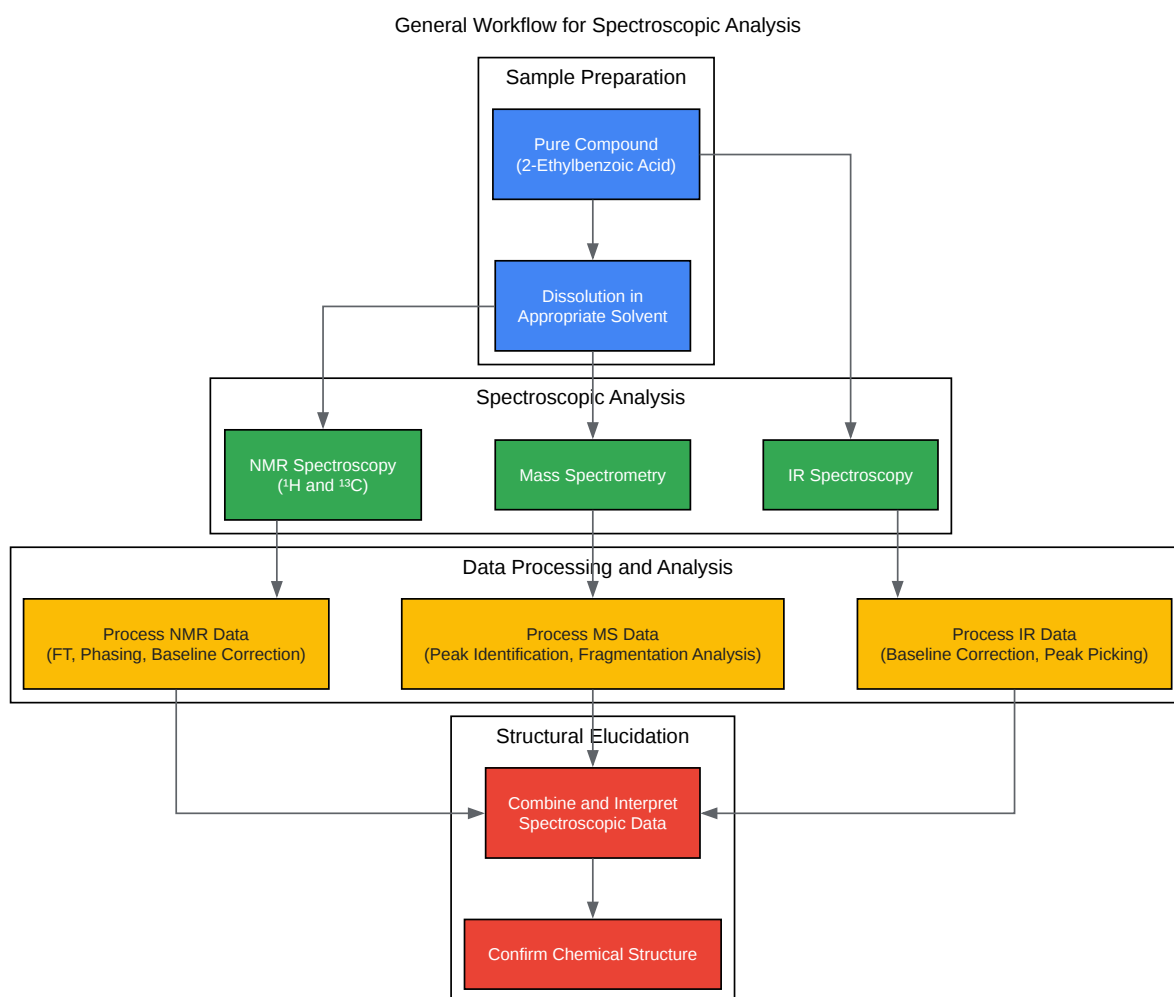 General Workflow for Spectroscopic Analysis
Sample Preparation
Pure Compound
(2-Ethylbenzoic Acid)
Dissolution in
Appropriate Solvent
Spectroscopic Analysis
NMR Spectroscopy
(¹H and ¹³C)
Mass Spectrometry
IR Spectroscopy
Data Processing and Analysis
Process NMR Data
(FT, Phasing, Baseline Correction)
Process MS Data
(Peak Identification, Fragmentation Analysis)
Process IR Data
(Baseline Correction, Peak Picking)
Structural Elucidation
Combine and Interpret
Spectroscopic Data
Confirm Chemical Structure